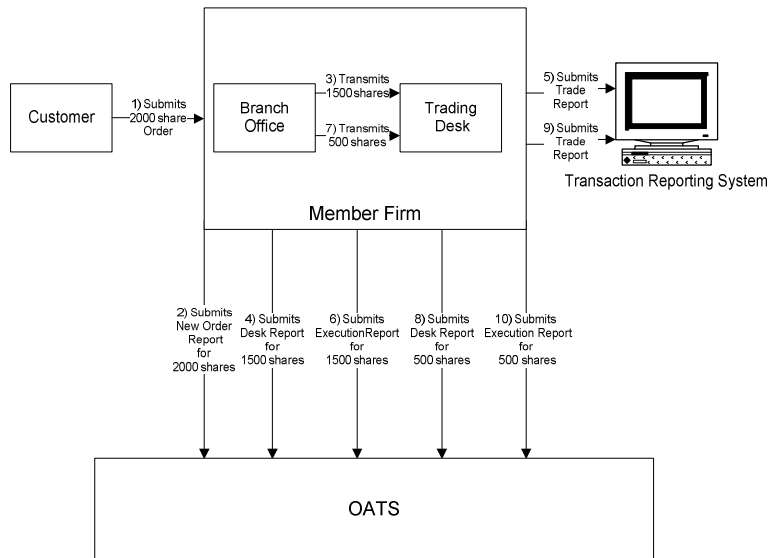 1) Submits
2000 share
Order
Customer
Branch
Office
3) Transmits
1500 shares
7) Transmits
500 shares
Trading
Desk
5) Submits
Trade
Report
9) Submits
Trade
Report
Transaction Reporting System
Member Firm
2) Submits
New Order
Report
for
2000 shares
4) Submits
Desk Report
for
1500 shares
6) Submits
ExecutionReport
for
1500 shares
8) Submits
Desk Report
for
500 shares
10) Submits
Execution Report
for
500 shares
OATS